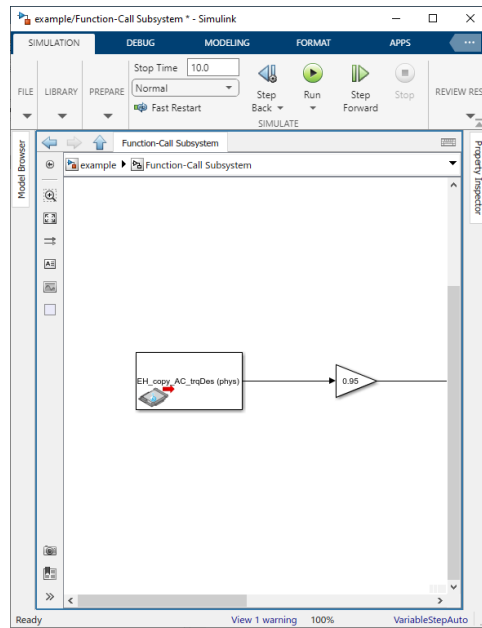 example/Function-Call Subsystem * - Simulink
SIMULATION DEBUG MODELING FORMAT APPS
Stop Time 10.0
Normal
Fast Restart
FILE LIBRARY PREPARE
Step Back
Run
Step Forward
Stop
REVIEW RES
SIMULATE
Model Browser
Function-Call Subsystem
Property Inspector
example Function-Call Subsystem
EH_copy_AC_trqDes (phys)
0.95
Ready View 1 warning 100% VariableStepAuto